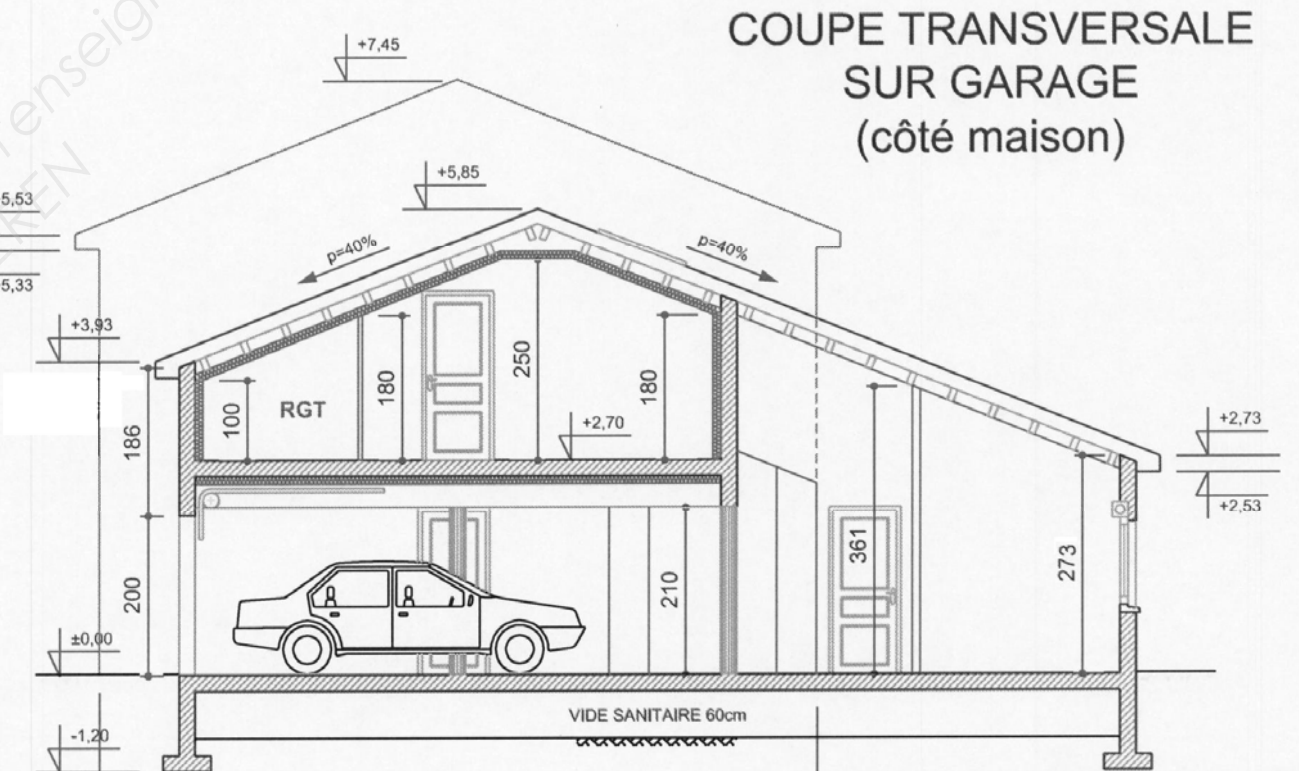 COUPE TRANSVERSALE
SUR GARAGE
(côté maison)
+7,45
+5,85
5,53
5,33
p=40%
p=40%
+3,93
250
180
180
100
RGT
186
+2,70
+2,73
+2,53
361
273
210
200
±0,00
VIDE SANITAIRE 60cm
-1,20